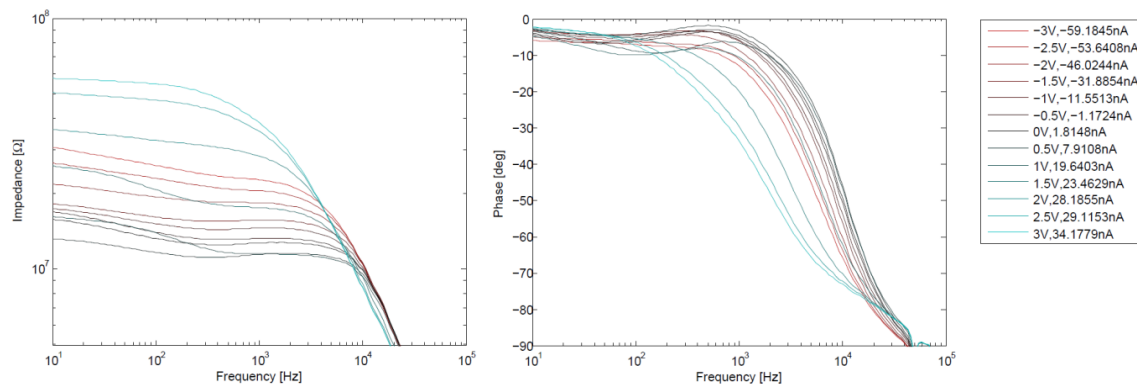 10^8
10^7
Impedance [Ω]
10^1 10^2 10^3 10^4 10^5
Frequency [Hz]
0
−10
−20
−30
−40
−50
−60
−70
−80
−90
Phase [deg]
10^1 10^2 10^3 10^4 10^5
Frequency [Hz]
−3V,−59.1845nA
−2.5V,−53.6408nA
−2V,−46.0244nA
−1.5V,−31.8854nA
−1V,−11.5513nA
−0.5V,−1.1724nA
0V,1.8148nA
0.5V,7.9108nA
1V,19.6403nA
1.5V,23.4629nA
2V,28.1855nA
2.5V,29.1153nA
3V,34.1779nA